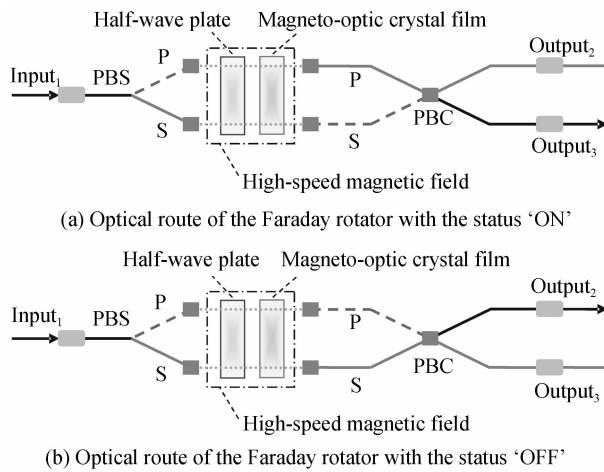 Half-wave plate
Magneto-optic crystal film
Input1
PBS
P
S
P
S
PBC
Output2
Output3
High-speed magnetic field
(a) Optical route of the Faraday rotator with the status ‘ON’
Half-wave plate
Magneto-optic crystal film
Input1
PBS
P
S
P
S
PBC
Output2
Output3
High-speed magnetic field
(b) Optical route of the Faraday rotator with the status ‘OFF’